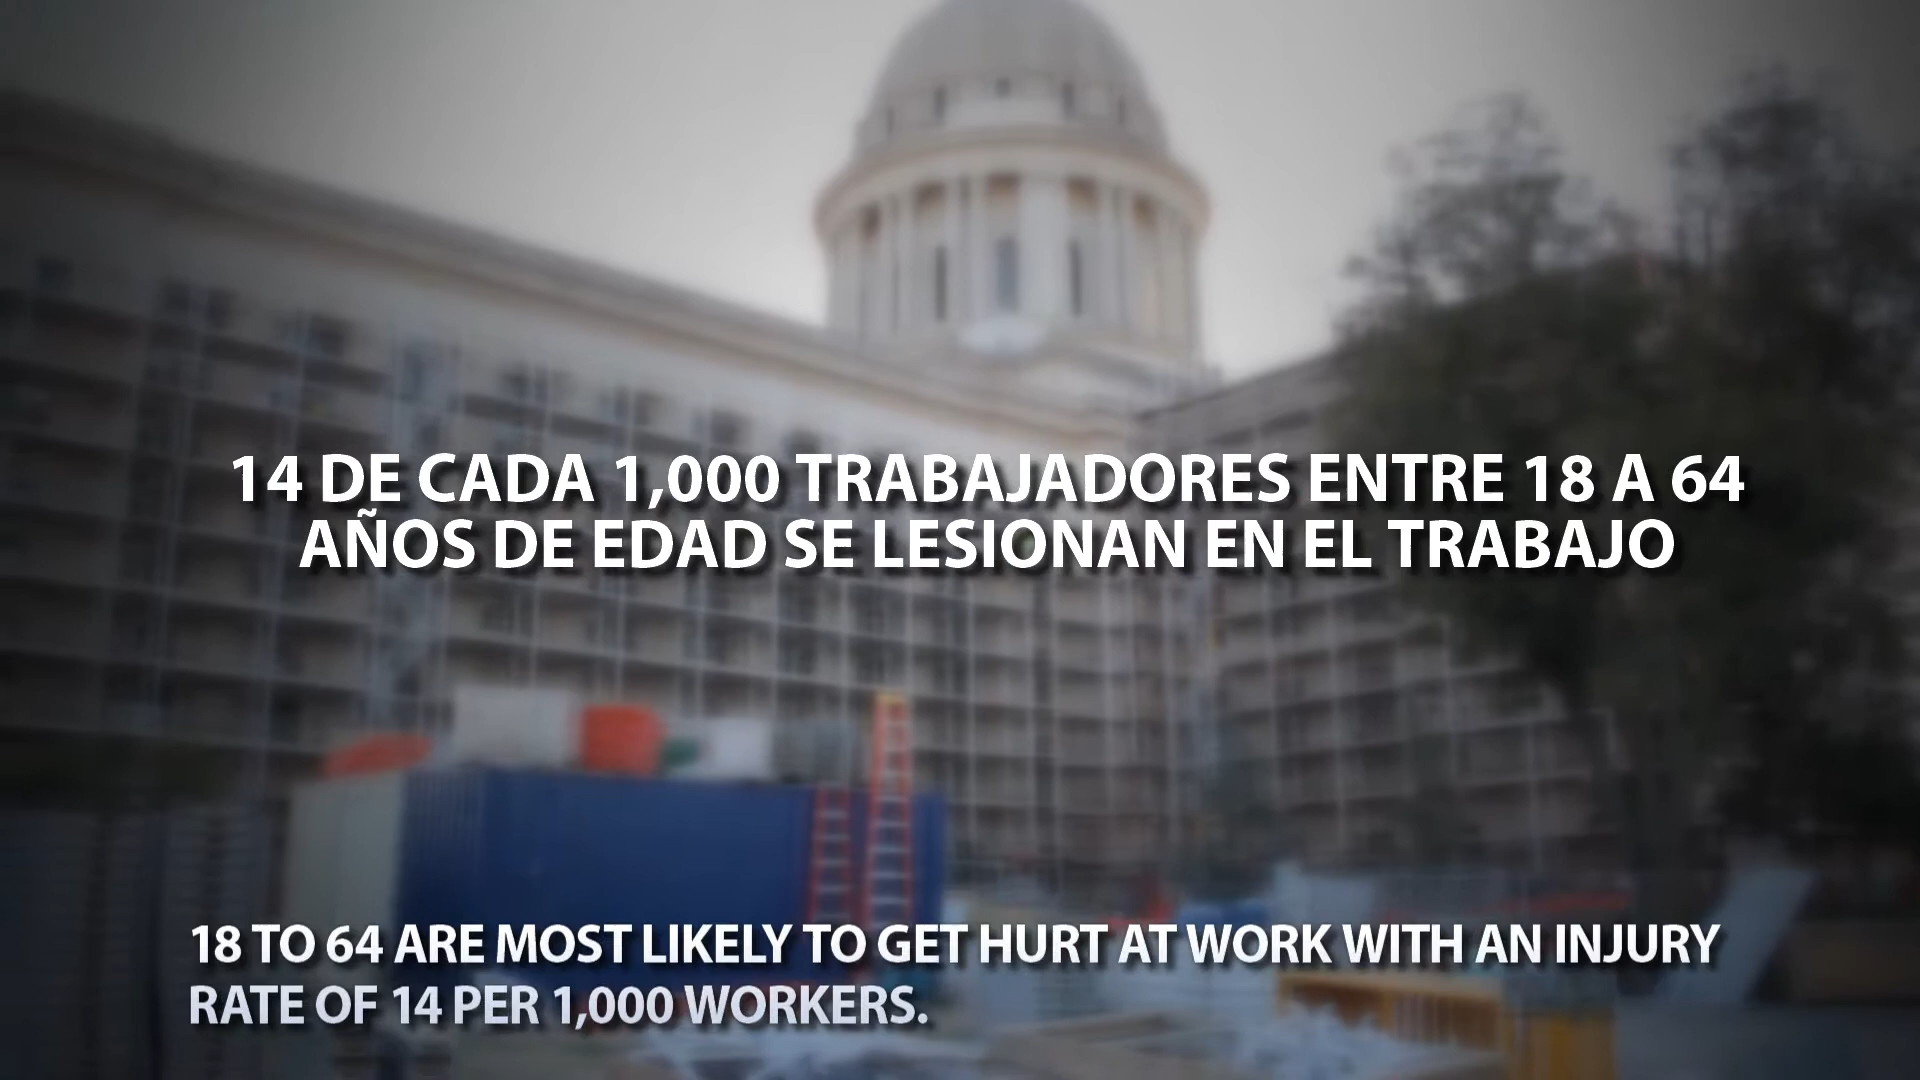 14 DE CADA 1,000 TRABAJADORES ENTRE 18 A 64
AÑOS DE EDAD SE LESIONAN EN EL TRABAJO
18 TO 64 ARE MOST LIKELY TO GET HURT AT WORK WITH AN INJURY
RATE OF 14 PER 1,000 WORKERS.